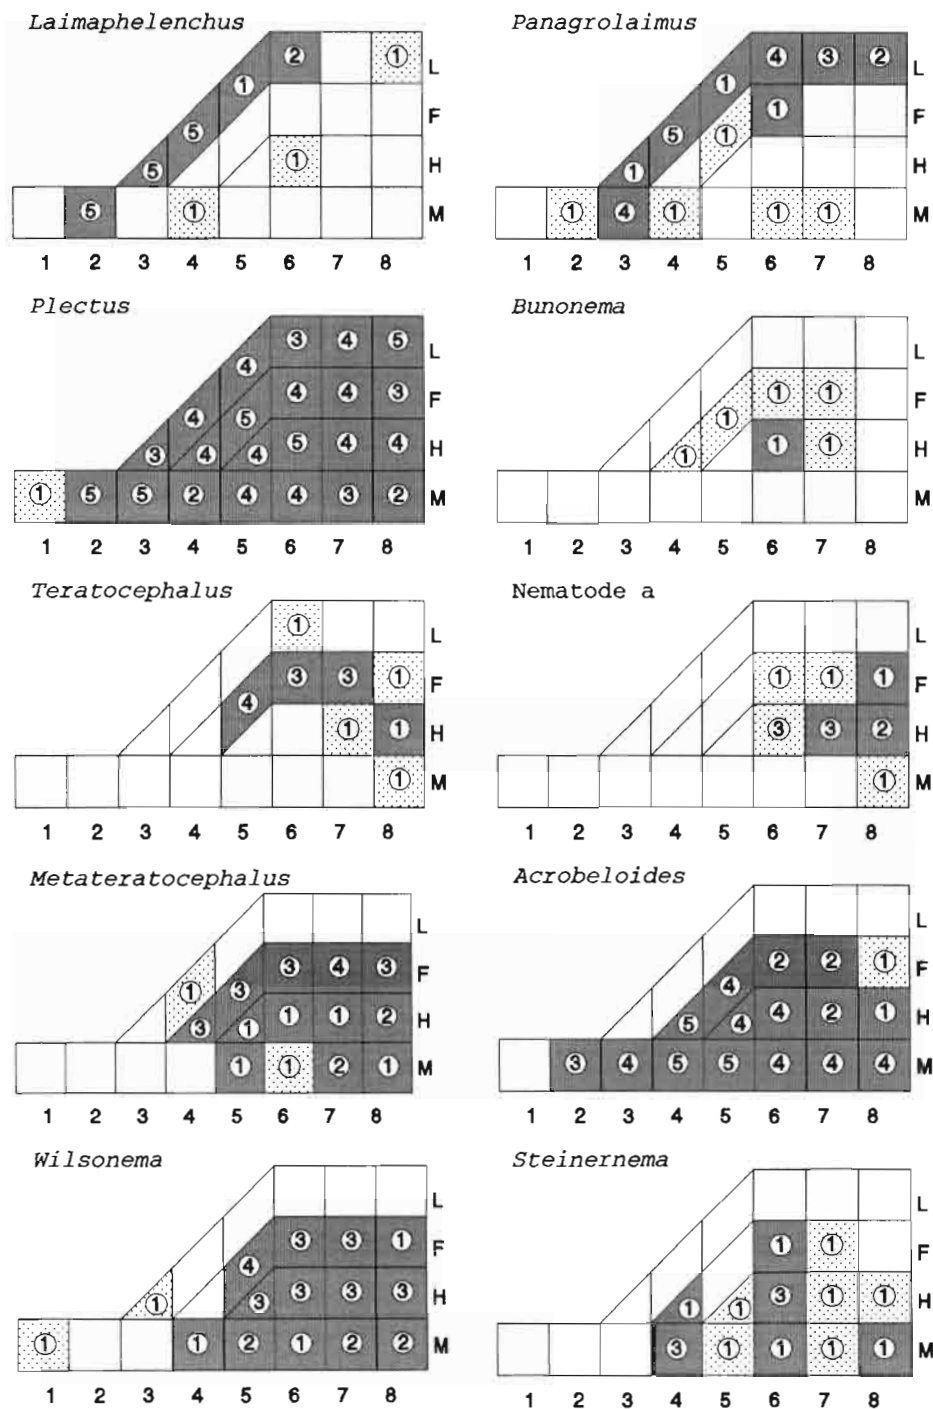 Laimaphelenchus
2 1 L
1
5 F
5 1 H
5 1 M
1 2 3 4 5 6 7 8
Panagrolaimus
1 4 3 2 L
5 1 1 F
1 H
1 4 1 1 1 M
1 2 3 4 5 6 7 8
Plectus
4 3 4 5 L
4 5 4 4 3 F
3 4 4 5 4 4 H
1 5 5 2 4 4 3 2 M
1 2 3 4 5 6 7 8
Bunonema
L
1 1 1 F
1 1 1 H
M
1 2 3 4 5 6 7 8
Teratocephalus
1 L
4 3 3 1 F
1 1 H
1 M
1 2 3 4 5 6 7 8
Nematode a
L
1 1 1 F
3 3 2 H
1 M
1 2 3 4 5 6 7 8
Metateratocephalus
L
1 3 3 4 3 F
3 1 1 1 2 H
1 1 2 1 M
1 2 3 4 5 6 7 8
Acrobeloides
L
4 2 2 1 F
5 4 4 2 1 H
3 4 5 5 4 4 4 M
1 2 3 4 5 6 7 8
Wilsonema
L
4 3 3 1 F
1 3 3 3 3 H
1 1 2 1 2 2 M
1 2 3 4 5 6 7 8
Steinernema
L
1 1 F
1 1 3 1 1 H
3 1 1 1 1 M
1 2 3 4 5 6 7 8